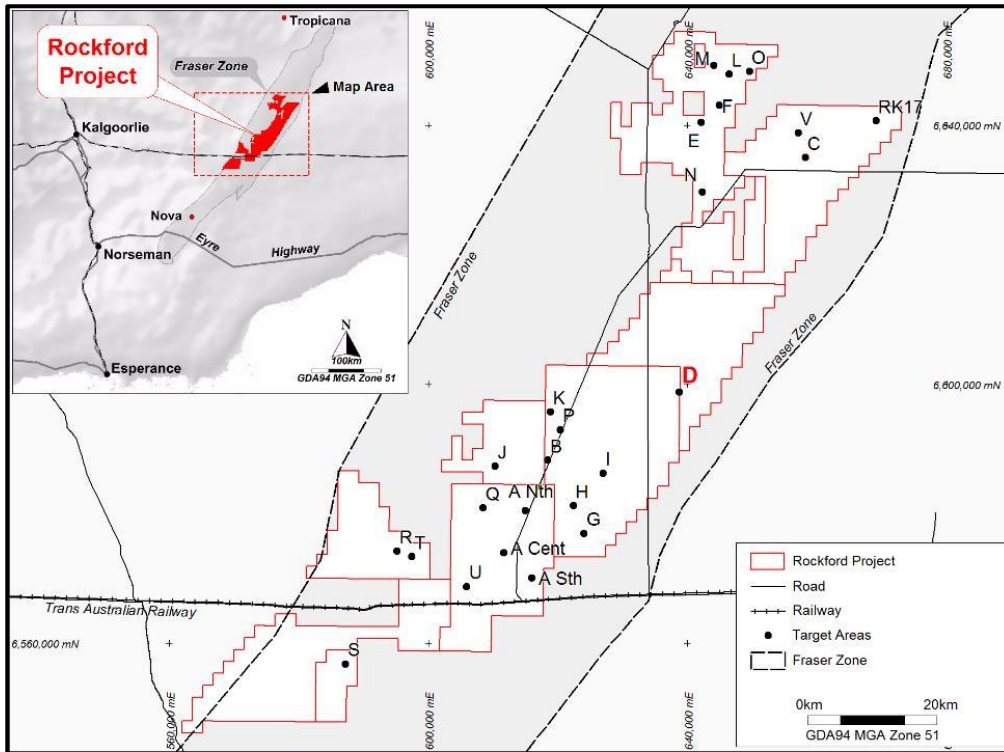 Tropicana
Rockford
Project
Fraser Zone
Map Area
Kalgoorlie
Nova
Eyre
Highway
Norseman
Esperance
N
100km
GDA94 MGA Zone 51
600,000 mE
640,000 mE
680,000 mE
M
L
O
F
E
RK17
V
C
6,640,000 mN
N
Fraser Zone
Fraser Zone
D
6,600,000 mN
K
P
B
J
I
Q
A Nth
H
G
R
T
A Cent
U
A Sth
Trans Australian Railway
6,560,000 mN
S
560,000 mE
600,000 mE
640,000 mE
Rockford Project
Road
Railway
Target Areas
Fraser Zone
0km
20km
GDA94 MGA Zone 51